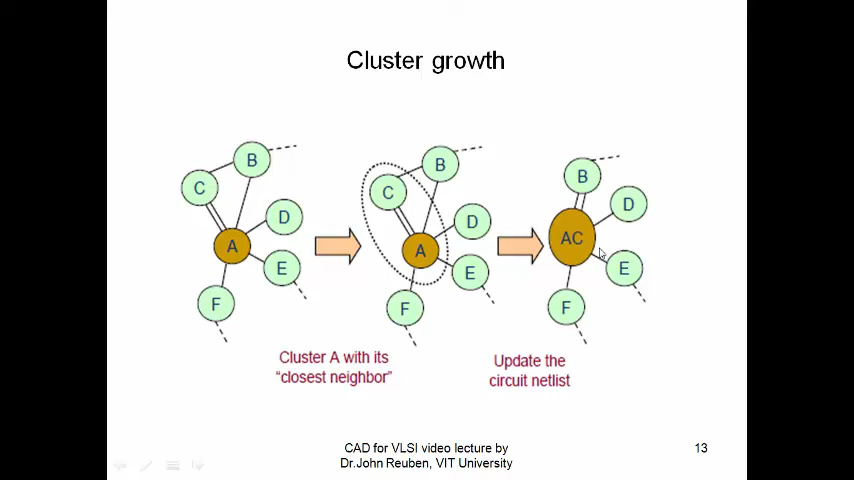 Cluster growth
B
C
D
A
E
F
B
C
D
A
E
F
B
D
AC
E
F
Cluster A with its
"closest neighbor"
Update the
circuit netlist
CAD for VLSI video lecture by
Dr.John Reuben, VIT University
13